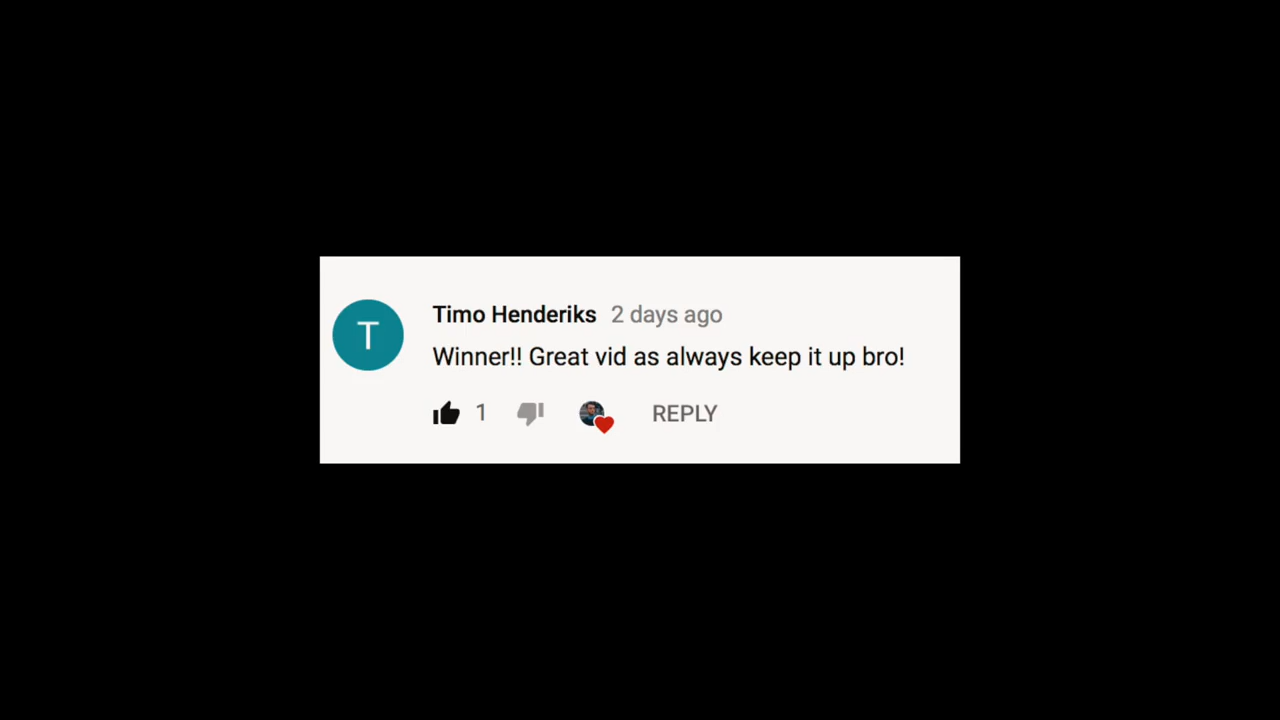 T
Timo Henderiks 2 days ago
Winner!! Great vid as always keep it up bro!
1 REPLY